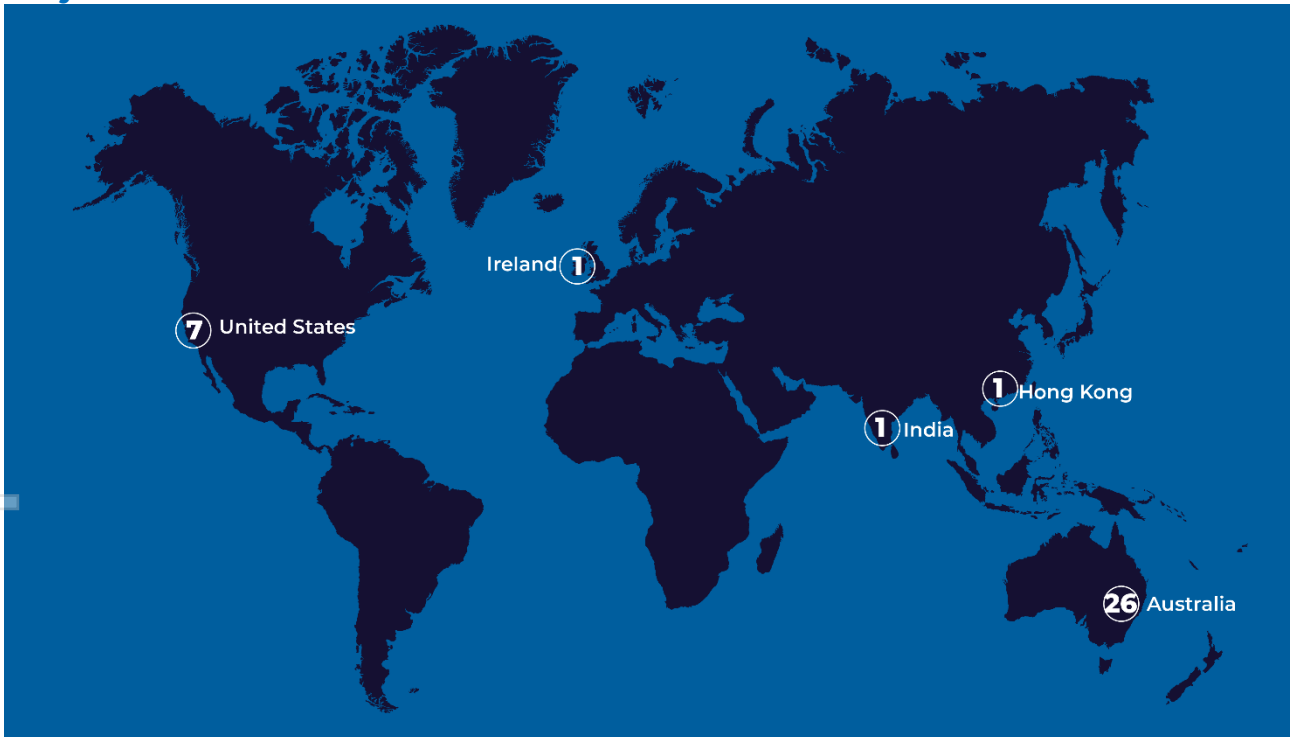 Ireland 1
7 United States
1 Hong Kong
1 India
26 Australia